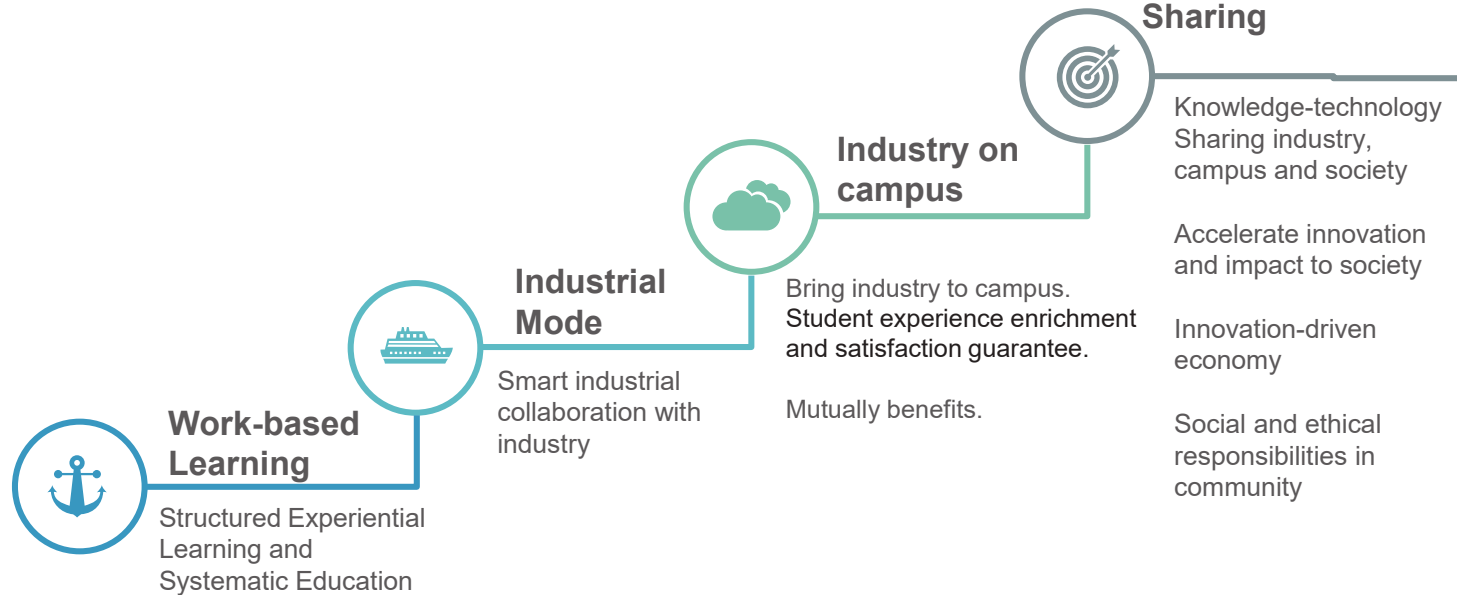 Work-based
Learning
Structured Experiential
Learning and
Systematic Education
Industrial
Mode
Smart industrial
collaboration with
industry
Industry on
campus
Bring industry to campus.
Student experience enrichment
and satisfaction guarantee.
Mutually benefits.
Sharing
Knowledge-technology
Sharing industry,
campus and society
Accelerate innovation
and impact to society
Innovation-driven
economy
Social and ethical
responsibilities in
community